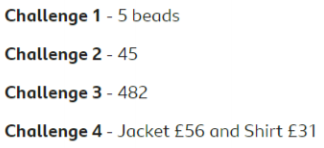 Challenge 1 - 5 beads
Challenge 2 - 45
Challenge 3 - 482
Challenge 4 - Jacket £56 and Shirt £31